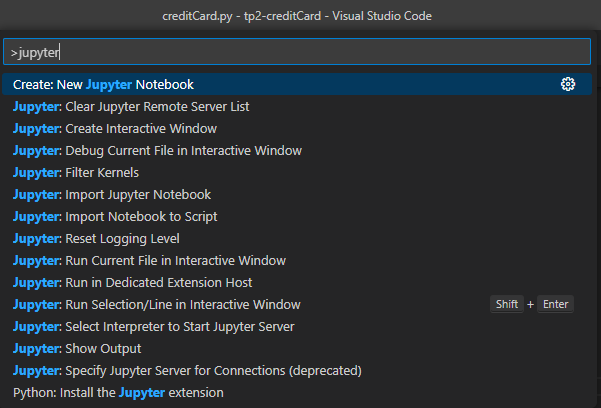 creditCard.py - tp2-creditCard - Visual Studio Code
>jupyter
Create: New Jupyter Notebook
Jupyter: Clear Jupyter Remote Server List
Jupyter: Create Interactive Window
Jupyter: Debug Current File in Interactive Window
Jupyter: Filter Kernels
Jupyter: Import Jupyter Notebook
Jupyter: Import Notebook to Script
Jupyter: Reset Logging Level
Jupyter: Run Current File in Interactive Window
Jupyter: Run in Dedicated Extension Host
Jupyter: Run Selection/Line in Interactive Window Shift + Enter
Jupyter: Select Interpreter to Start Jupyter Server
Jupyter: Show Output
Jupyter: Specify Jupyter Server for Connections (deprecated)
Python: Install the Jupyter extension